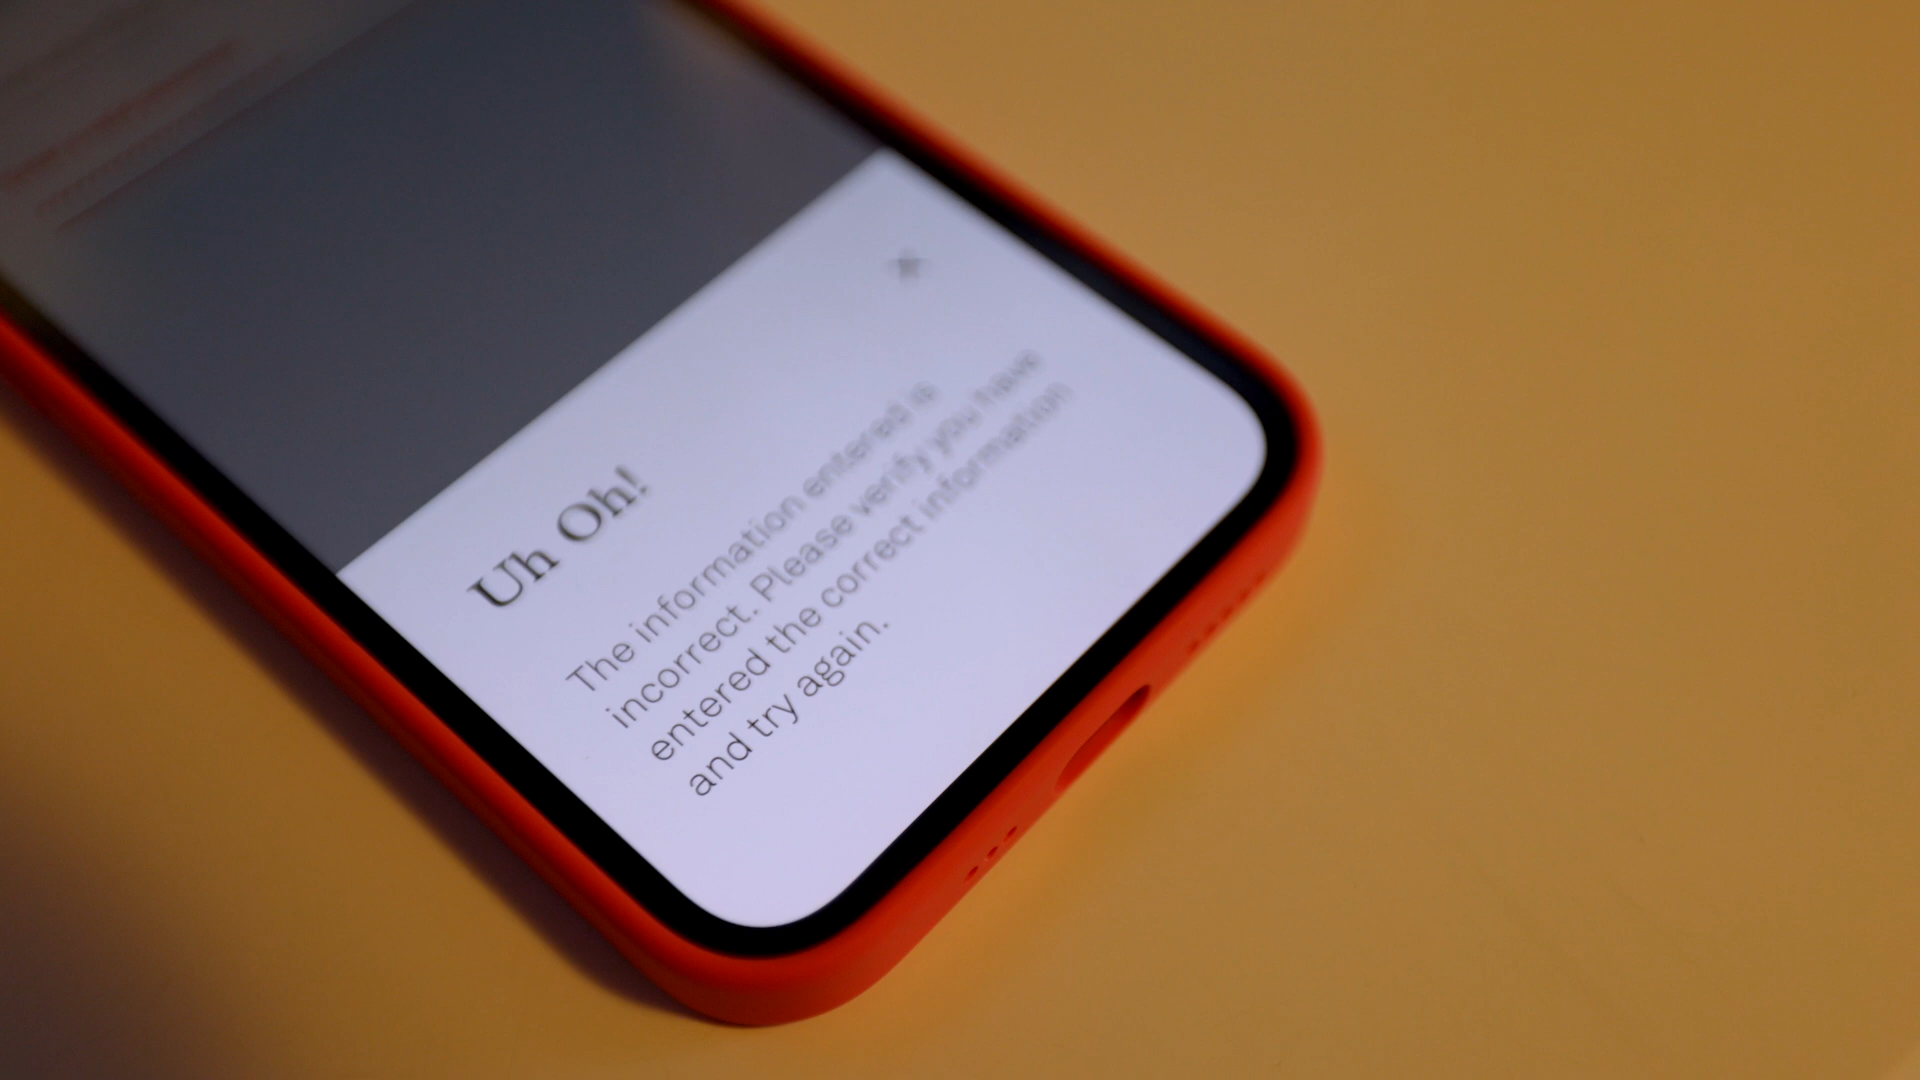 Uh Oh!
The information entered is
incorrect. Please verify you have
entered the correct information
and try again.